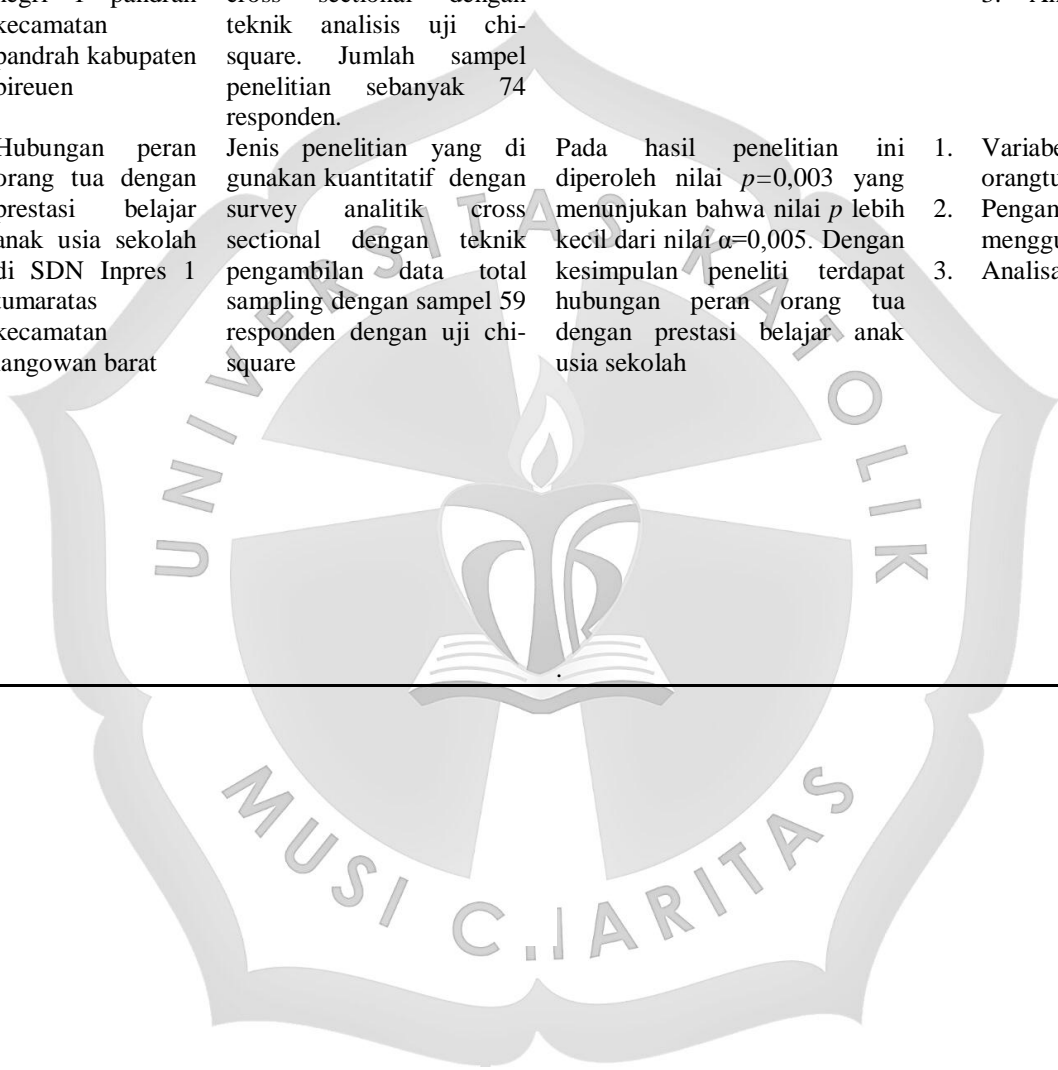 negri 1 pandrah
kecamatan
pandrah kabupaten
bireuen
cross sectional dengan
teknik analisis uji chi-
square. Jumlah sampel
penelitian sebanyak 74
responden.
3. An
Hubungan peran
orang tua dengan
prestasi belajar
anak usia sekolah
di SDN Inpres 1
tumaratas
kecamatan
langowan barat
Jenis penelitian yang di
gunakan kuantitatif dengan
survey analitik cross
sectional dengan teknik
pengambilan data total
sampling dengan sampel 59
responden dengan uji chi-
square
Pada hasil penelitian ini
diperoleh nilai p=0,003 yang
menunjukan bahwa nilai p lebih
kecil dari nilai α=0,005. Dengan
kesimpulan peneliti terdapat
hubungan peran orang tua
dengan prestasi belajar anak
usia sekolah
.
1. Variabe
orangtu
2. Pengam
menggu
3. Analisa
UNIVERSITAS KATOLIK
MUSI CHARITAS